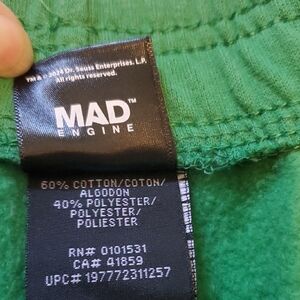 TM & © 2024 Dr. Seuss Enterprises, L.P.
All rights reserved.
MAD™
ENGINE
60% COTTON/COTON/
ALGODON
40% POLYESTER/
POLYESTER/
POLIESTER
RN# 0101531
CA# 41859
UPC# 197772311257